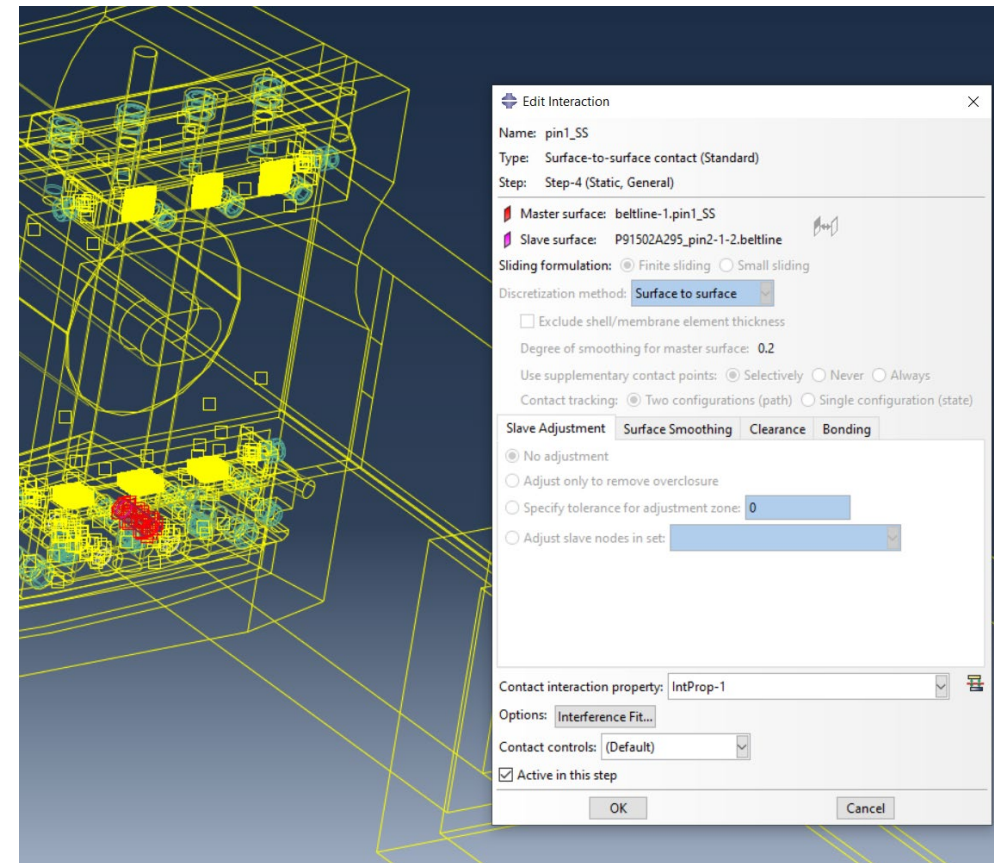 Edit Interaction
Name: pin1_SS
Type: Surface-to-surface contact (Standard)
Step: Step-4 (Static, General)
Master surface: beltline-1.pin1_SS
Slave surface: P91502A295_pin2-1-2.beltline
Sliding formulation: Finite sliding Small sliding
Discretization method: Surface to surface
Exclude shell/membrane element thickness
Degree of smoothing for master surface: 0.2
Use supplementary contact points: Selectively Never Always
Contact tracking: Two configurations (path) Single configuration (state)
Slave Adjustment Surface Smoothing Clearance Bonding
No adjustment
Adjust only to remove overclosure
Specify tolerance for adjustment zone: 0
Adjust slave nodes in set:
Contact interaction property: IntProp-1
Options: Interference Fit...
Contact controls: (Default)
Active in this step
OK Cancel